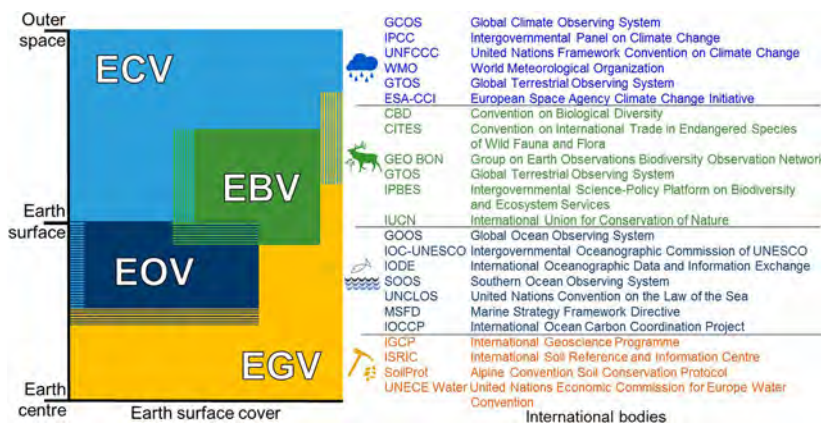 Outer
space
ECV
EBV
Earth
surface
EOV
EGV
Earth
centre
Earth surface cover
GCOS Global Climate Observing System
IPCC Intergovernmental Panel on Climate Change
UNFCCC United Nations Framework Convention on Climate Change
WMO World Meteorological Organization
GTOS Global Terrestrial Observing System
ESA-CCI European Space Agency Climate Change Initiative
CBD Convention on Biological Diversity
CITES Convention on International Trade in Endangered Species
of Wild Fauna and Flora
GEO BON Group on Earth Observations Biodiversity Observation Network
GTOS Global Terrestrial Observing System
IPBES Intergovernmental Science-Policy Platform on Biodiversity
and Ecosystem Services
IUCN International Union for Conservation of Nature
GOOS Global Ocean Observing System
IOC-UNESCO Intergovernmental Oceanographic Commission of UNESCO
IODE International Oceanographic Data and Information Exchange
SOOS Southern Ocean Observing System
UNCLOS United Nations Convention on the Law of the Sea
MSFD Marine Strategy Framework Directive
IOCCP International Ocean Carbon Coordination Project
IGCP International Geoscience Programme
ISRIC International Soil Reference and Information Centre
SoilProt Alpine Convention Soil Conservation Protocol
UNECE Water United Nations Economic Commission for Europe Water
Convention
International bodies